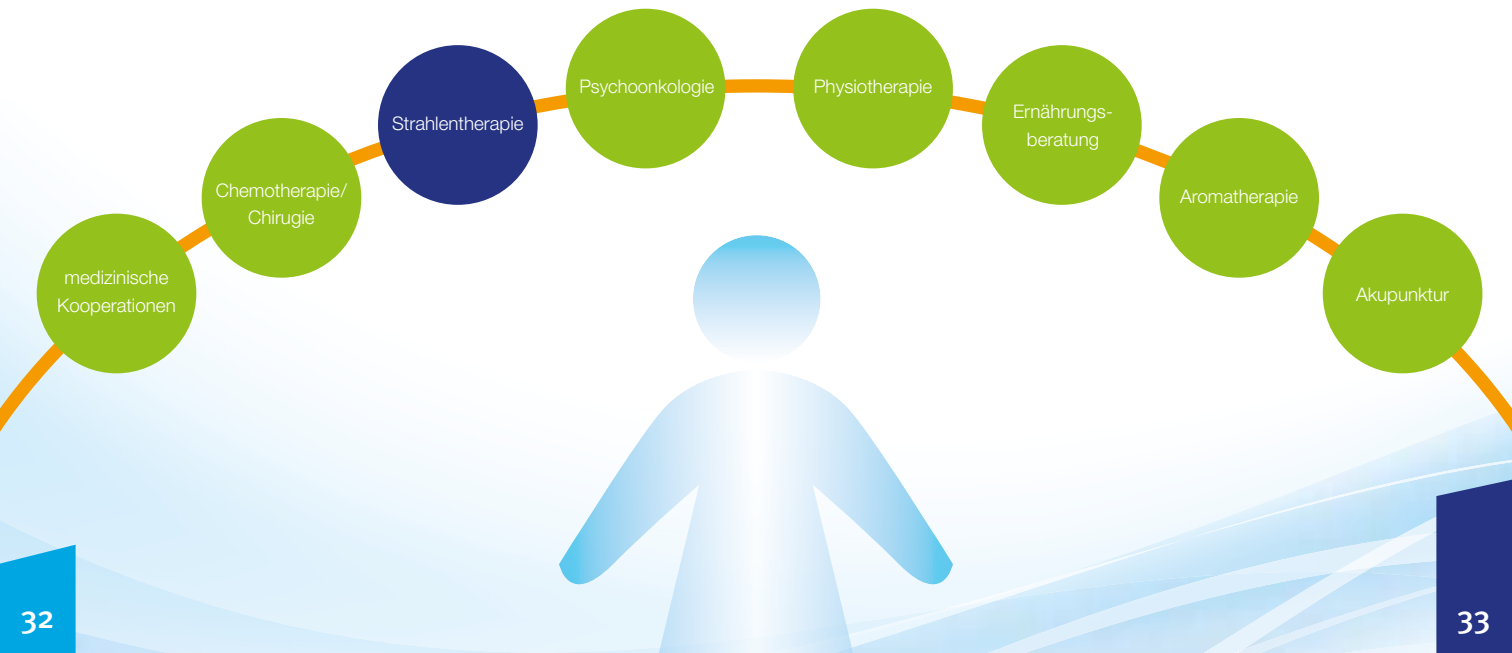 medizinische
Kooperationen
Chemotherapie/
Chirugie
Strahlentherapie
Psychoonkologie
Physiotherapie
Ernährungs-
beratung
Aromatherapie
Akupunktur
32
33